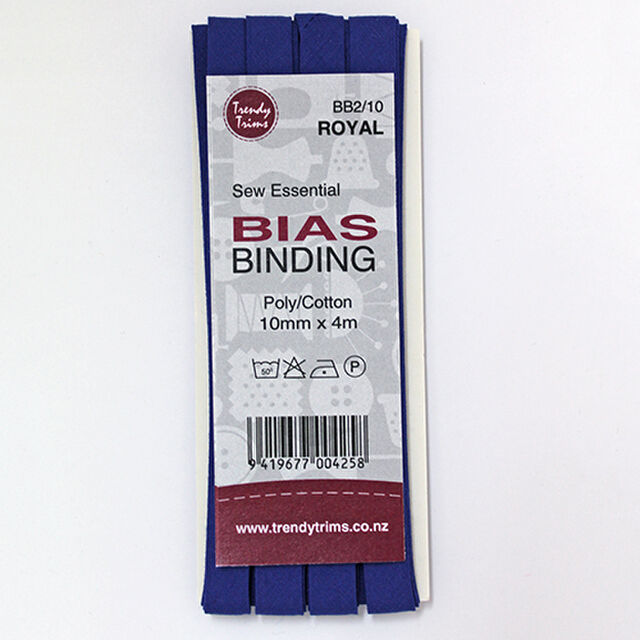 Trendy
Trims
BB2/10
ROYAL
Sew Essential
BIAS
BINDING
Poly/Cotton
10mm x 4m
50°
P
9 419677 004258
www.trendytrims.co.nz